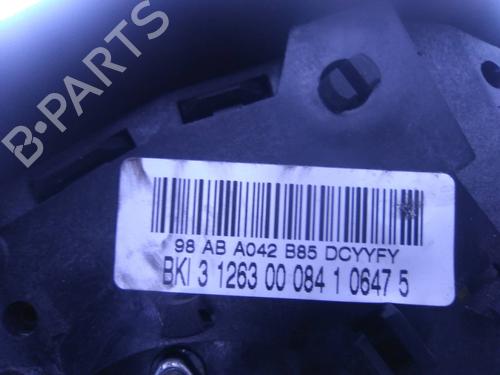 B-PARTS
98 AB A042 B85 DCYYFY
BKI 3 1263 00 084 1 0647 5